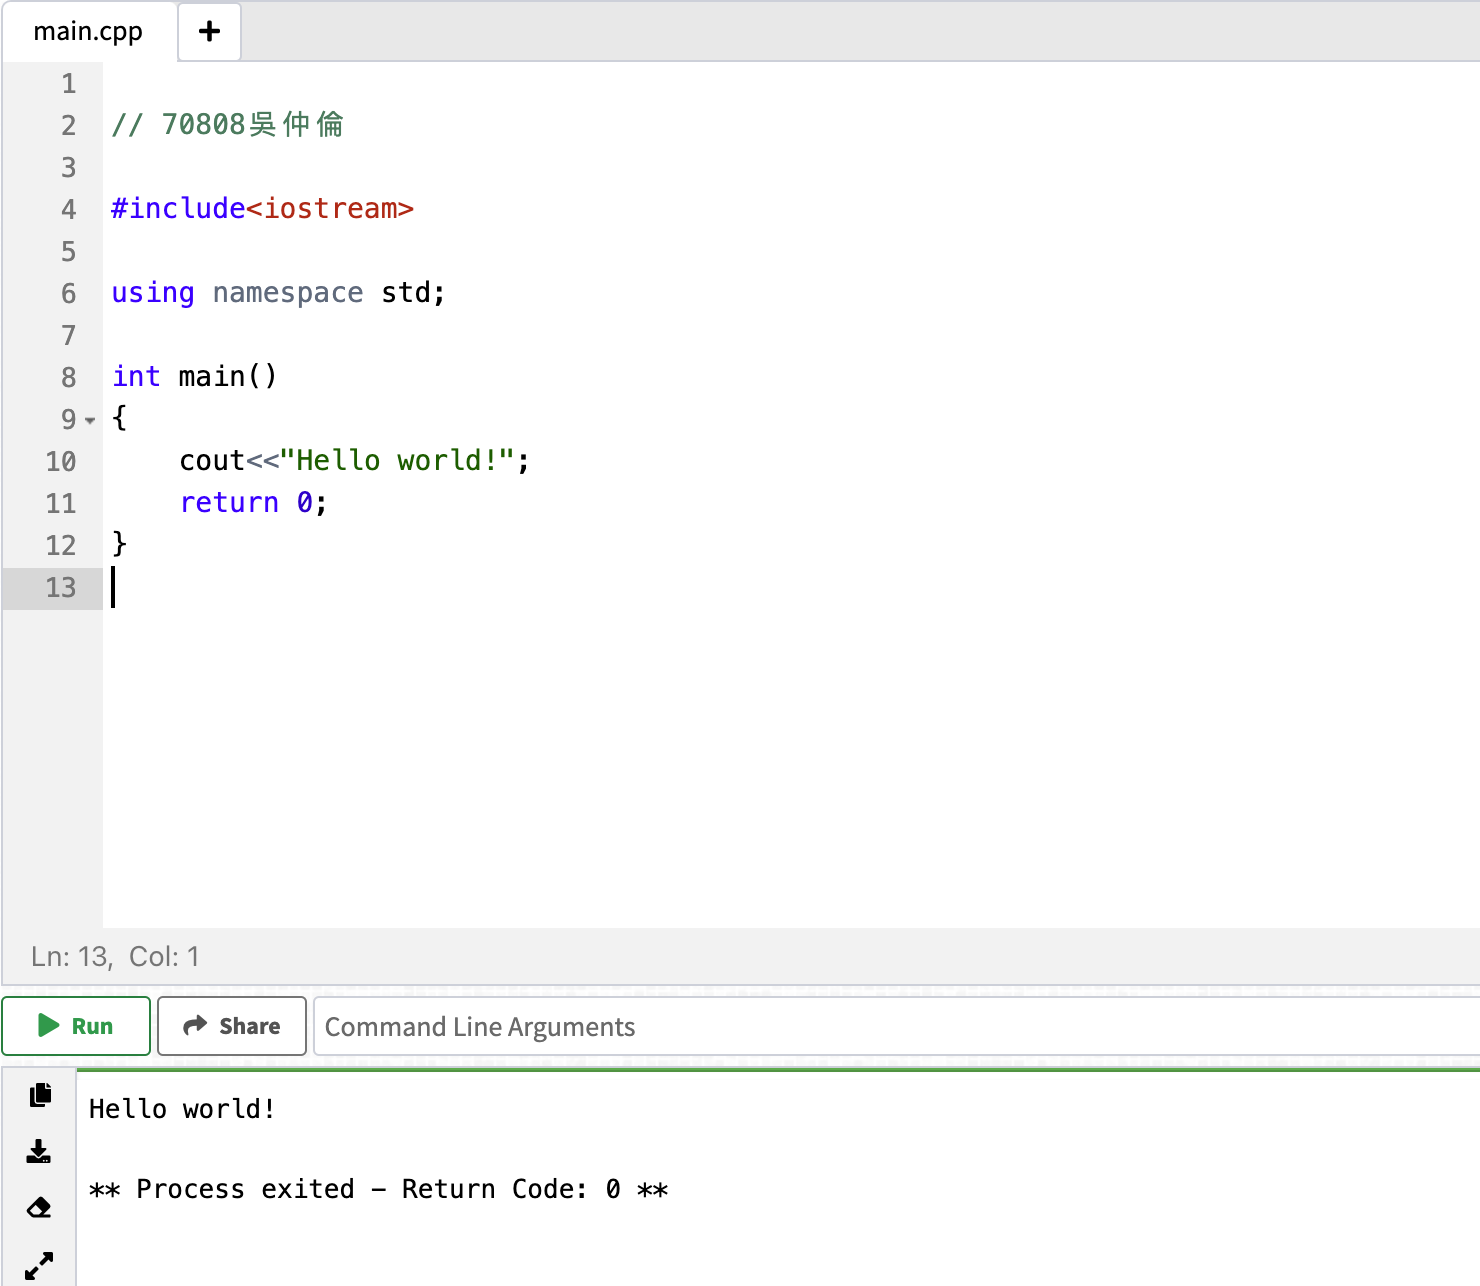 main.cpp
1
2 // 70808吳仲倫
3
4 #include<iostream>
5
6 using namespace std;
7
8 int main()
9 {
10     cout<<"Hello world!";
11     return 0;
12 }
13
Ln: 13, Col: 1
Run Share Command Line Arguments
Hello world!
** Process exited - Return Code: 0 **